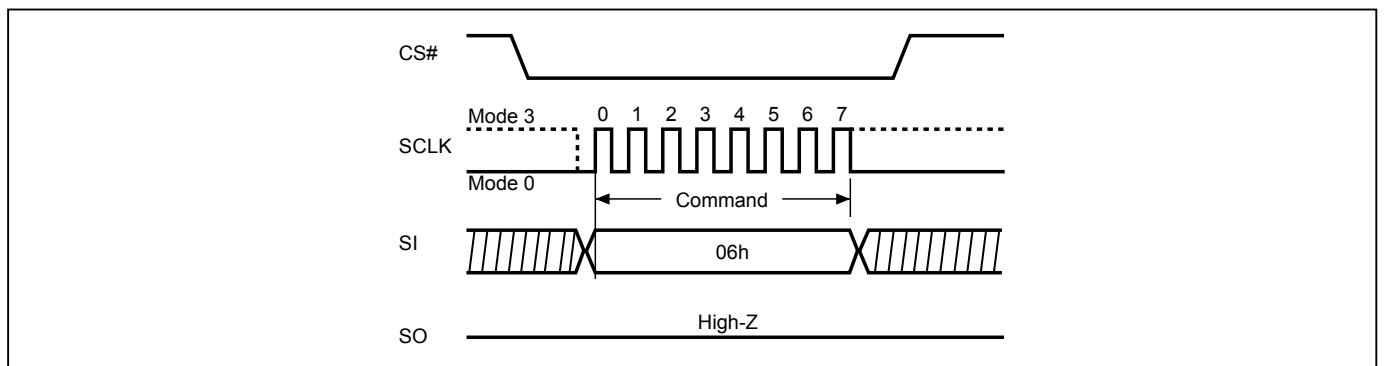 CS#
Mode 3 0 1 2 3 4 5 6 7
SCLK
Mode 0
Command
SI 06h
High-Z
SO